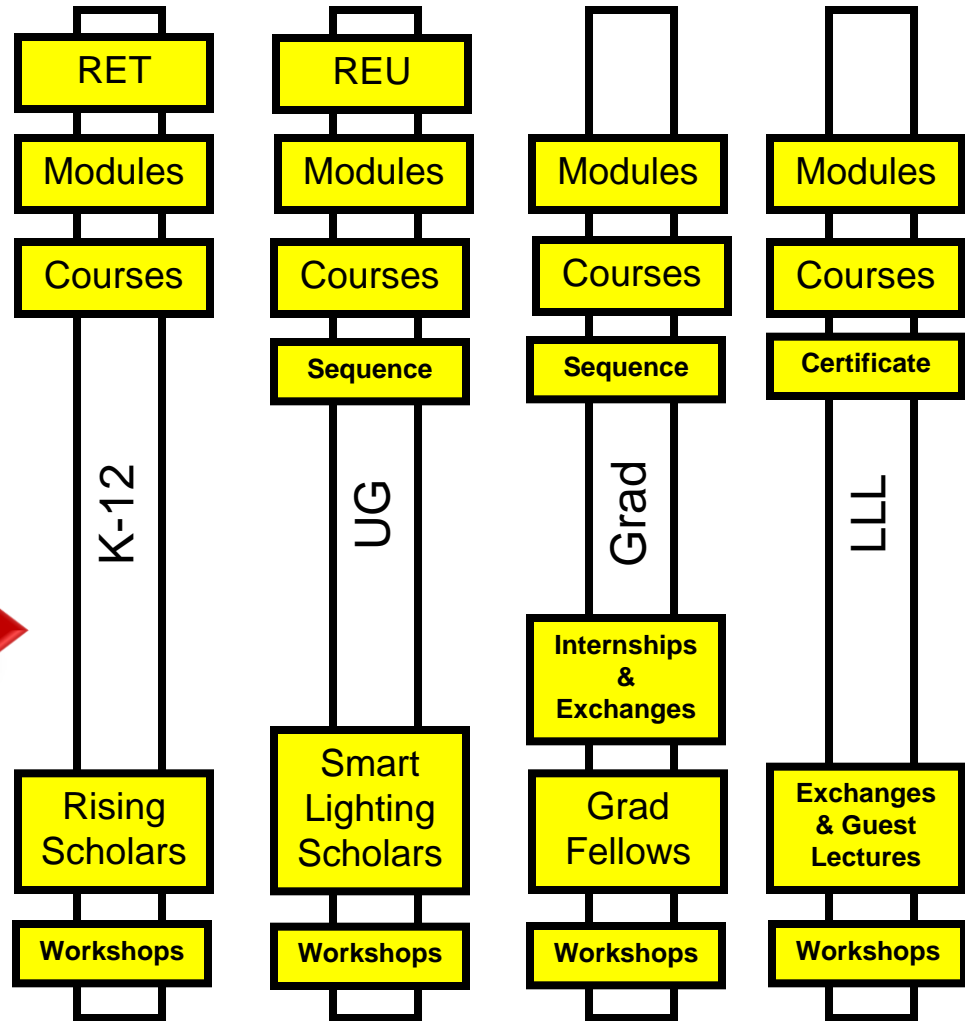 RET
Modules
Courses
K-12
Rising
Scholars
Workshops
REU
Modules
Courses
Sequence
UG
Smart
Lighting
Scholars
Workshops
Modules
Courses
Sequence
Grad
Internships
&
Exchanges
Grad
Fellows
Workshops
Modules
Courses
Certificate
LLL
Exchanges
& Guest
Lectures
Workshops